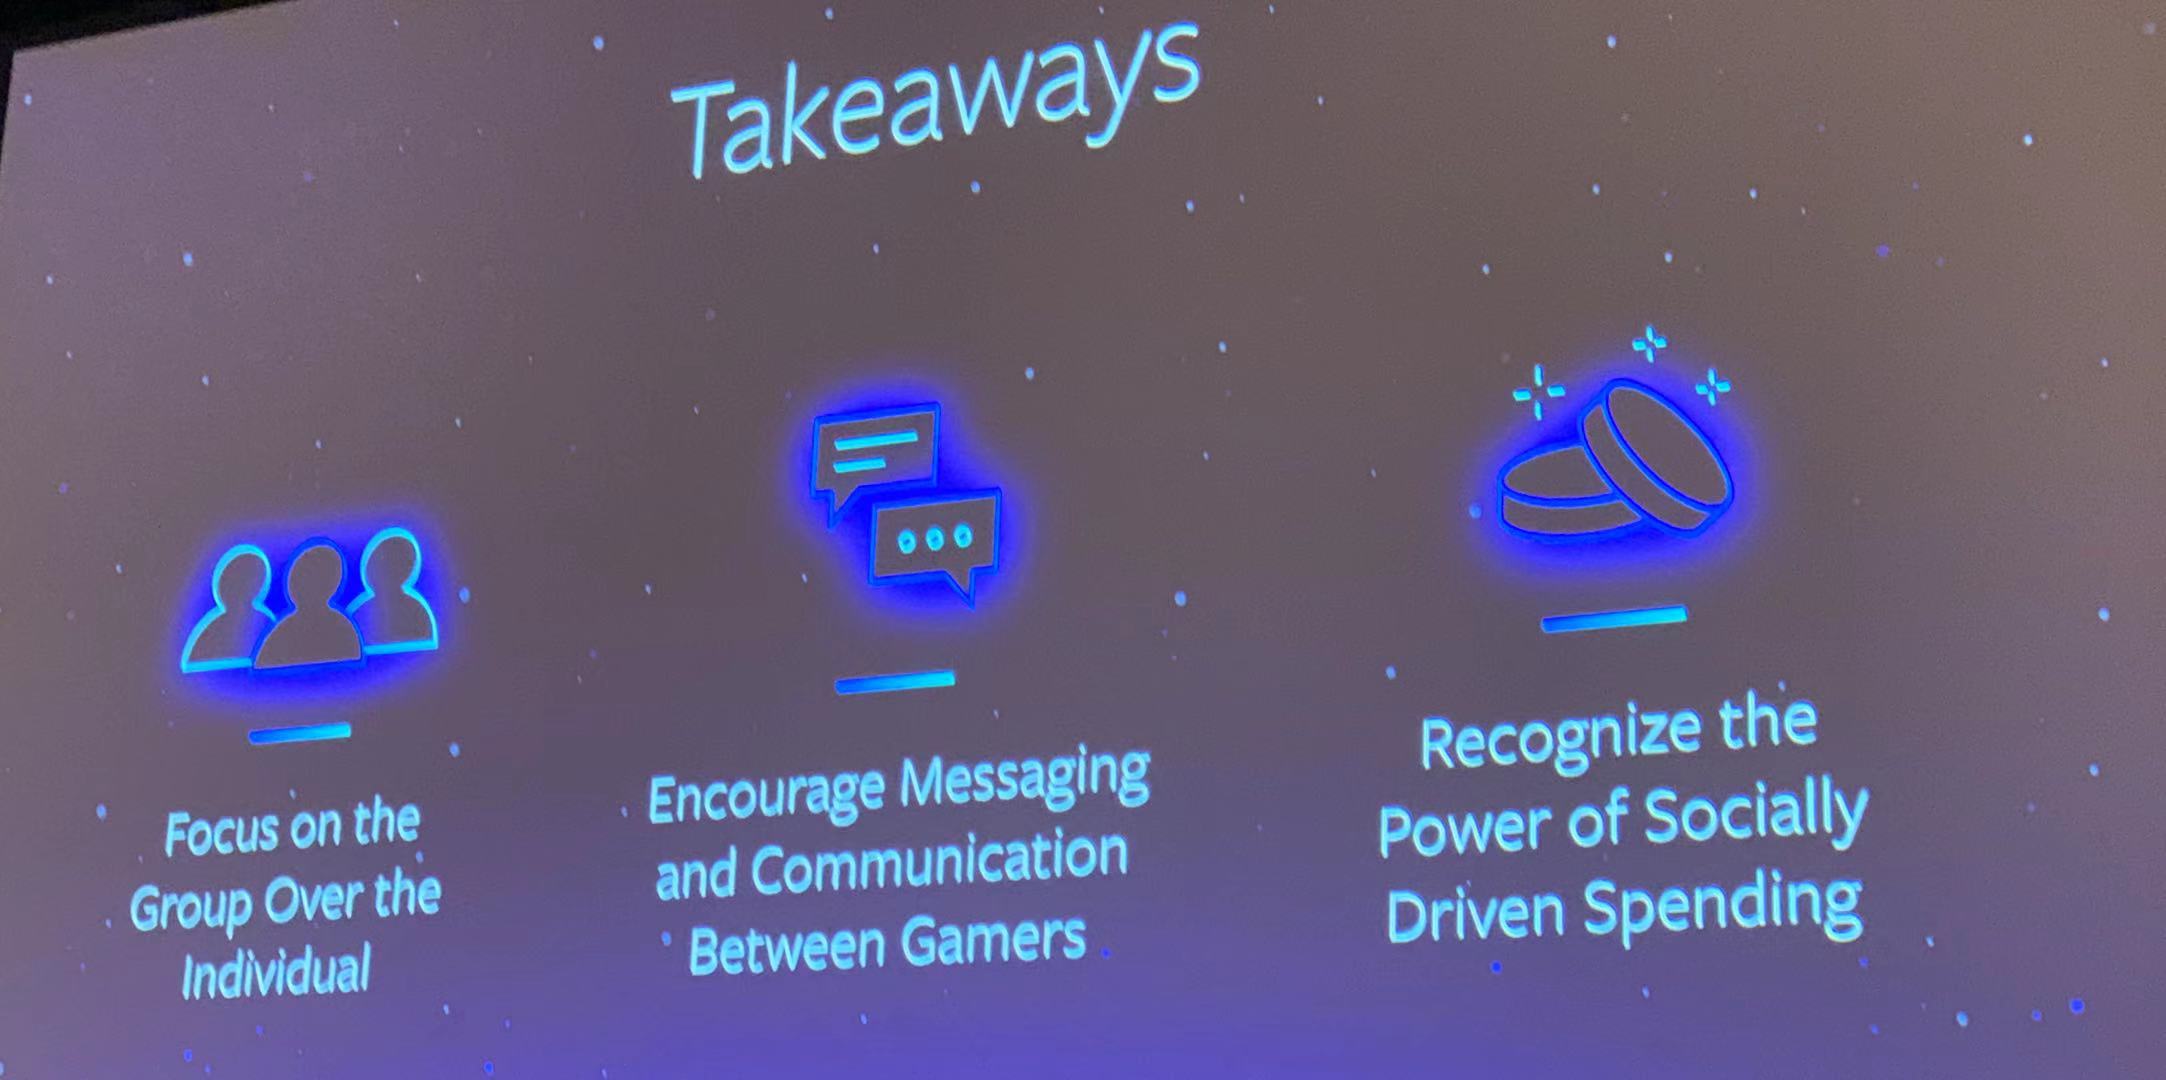 Takeaways
Focus on the
Group Over the
Individual
Encourage Messaging
and Communication
Between Gamers
Recognize the
Power of Socially
Driven Spending